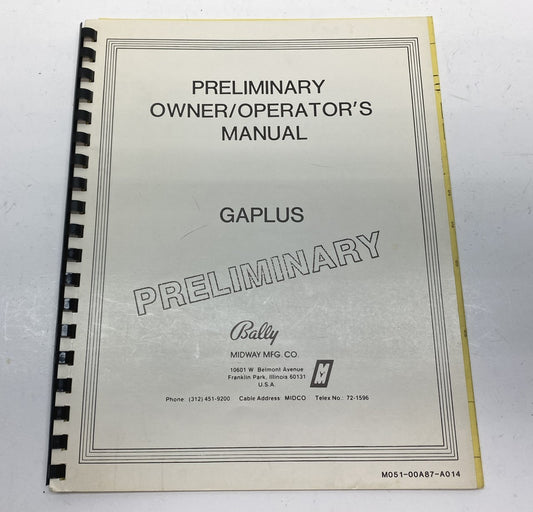 PRELIMINARY
OWNER/OPERATOR'S
MANUAL
GAPLUS
PRELIMINARY
Bally
MIDWAY MFG. CO.
10601 W. Belmont Avenue
Franklin Park, Illinois 60131
U.S.A.
Phone: (312) 451-9200 Cable Address: MIDCO Telex No.: 72-1596
M051-00A87-A014